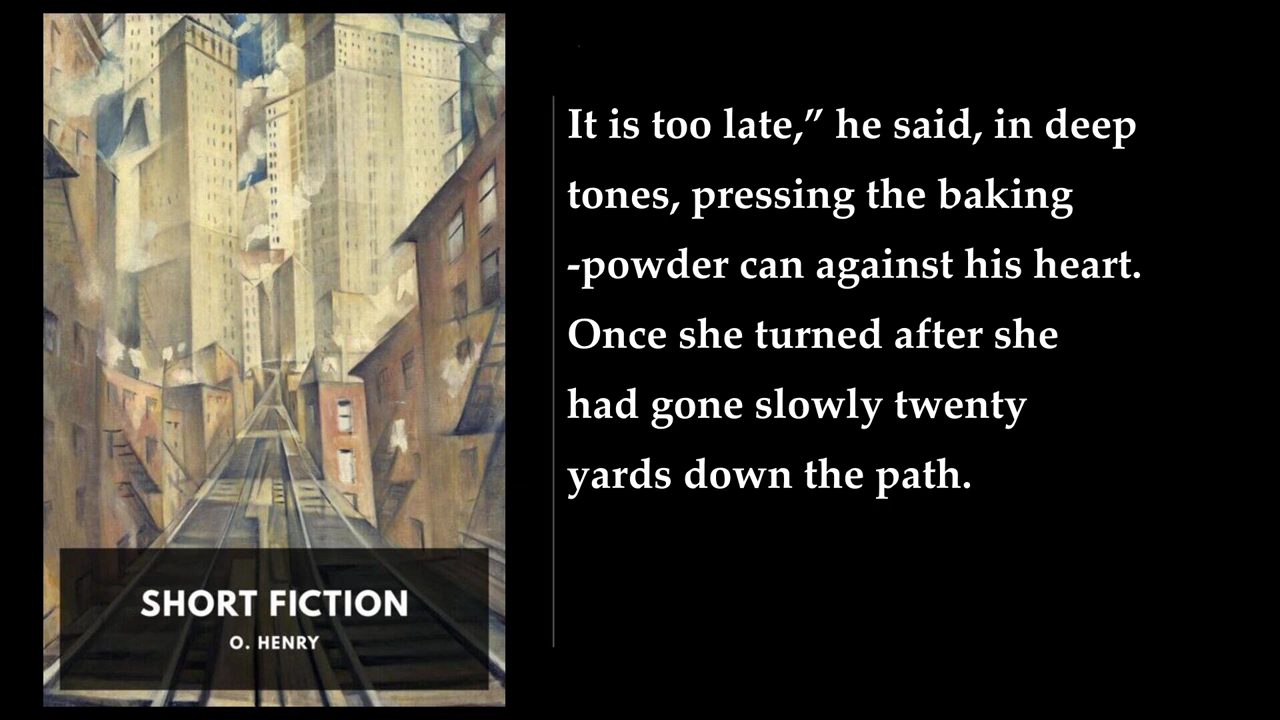 It is too late,” he said, in deep
tones, pressing the baking
-powder can against his heart.
Once she turned after she
had gone slowly twenty
yards down the path.
SHORT FICTION
O. HENRY